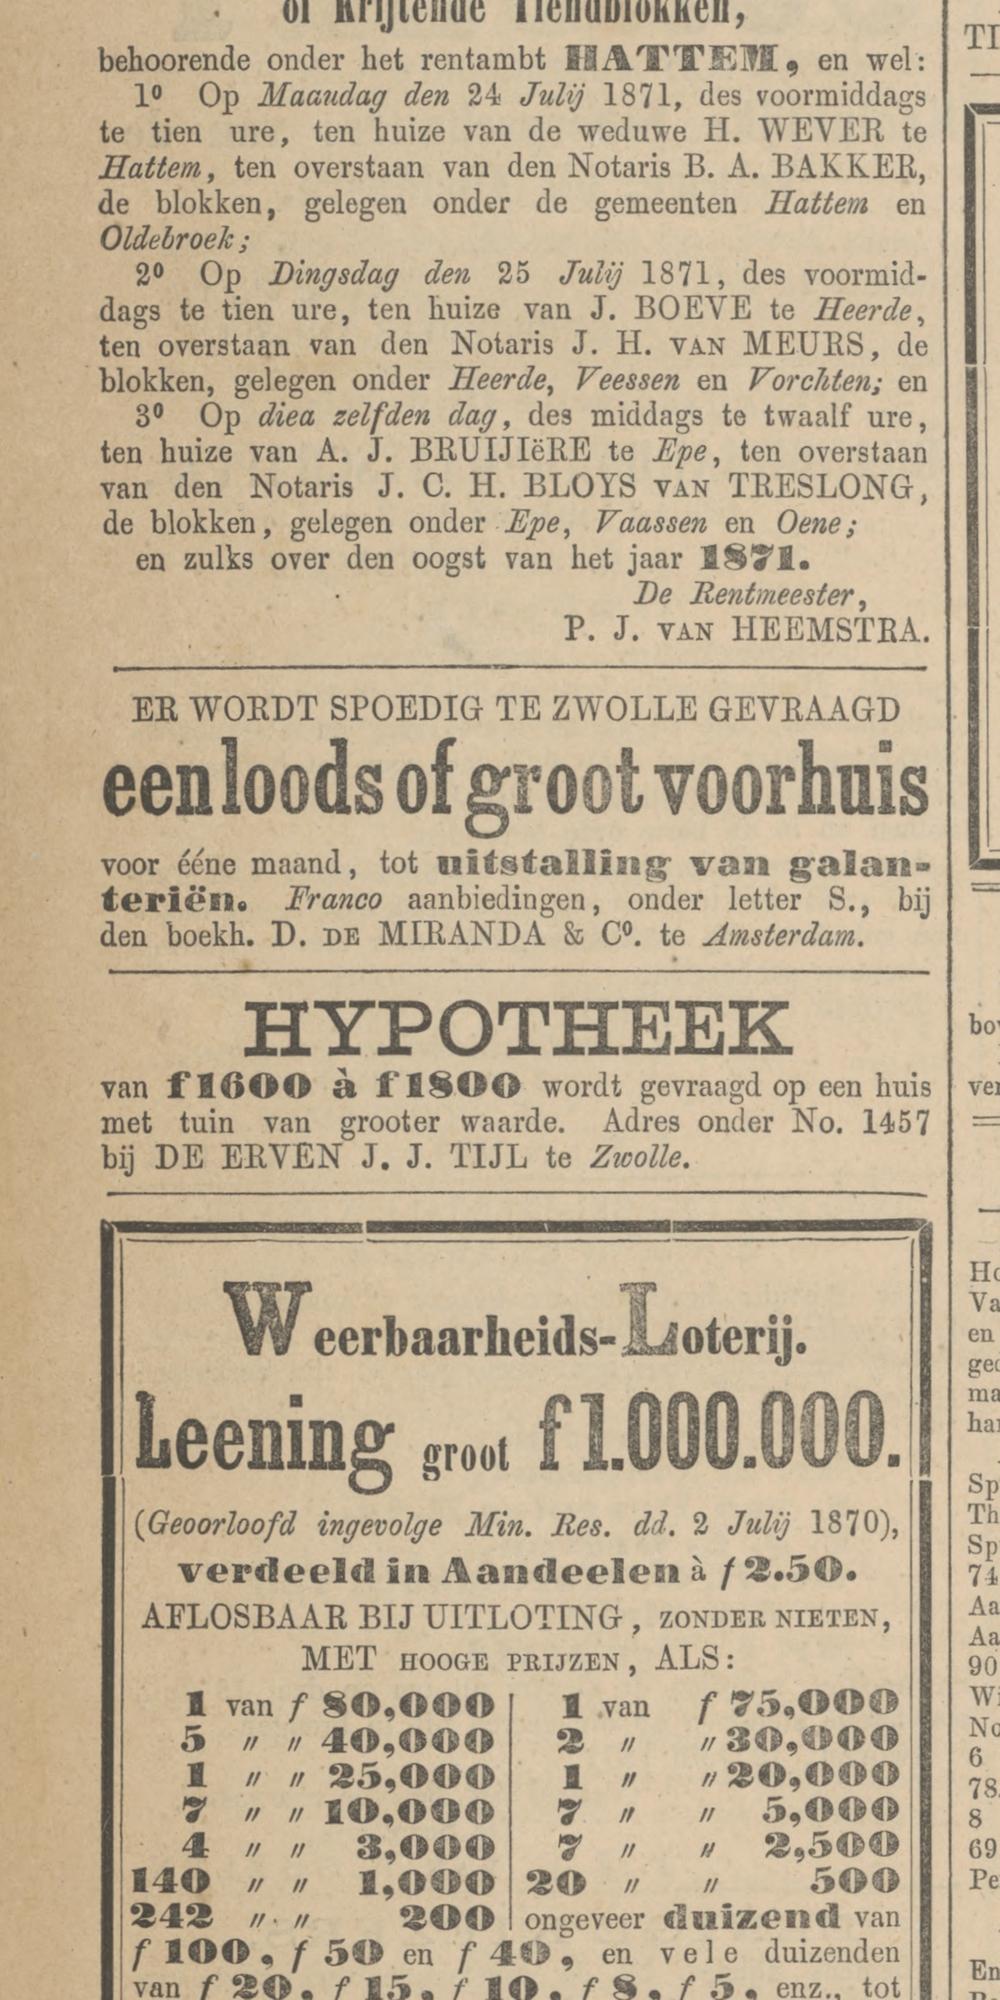 of Krijtende Tiendblokken,
behoorende onder het rentambt HATTEM, en wel:
1⁰ Op Maandag den 24 Julij 1871, des voormiddags
te tien ure, ten huize van de weduwe H. WEVER te
Hattem, ten overstaan van den Notaris B. A. BAKKER,
de blokken, gelegen onder de gemeenten Hattem en
Oldebroek;
2⁰ Op Dingsdag den 25 Julij 1871, des voormid-
dags te tien ure, ten huize van J. BOEVE te Heerde,
ten overstaan van den Notaris J. H. VAN MEURS, de
blokken, gelegen onder Heerde, Veessen en Vorchten; en
3⁰ Op diea zelfden dag, des middags te twaalf ure,
ten huize van A. J. BRUIJIëRE te Epe, ten overstaan
van den Notaris J. C. H. BLOYS VAN TRESLONG,
de blokken, gelegen onder Epe, Vaassen en Oene;
en zulks over den oogst van het jaar 1871.
De Rentmeester,
P. J. VAN HEEMSTRA.
ER WORDT SPOEDIG TE ZWOLLE GEVRAAGD
een loods of groot voorhuis
voor ééne maand, tot uitstalling van galan-
teriën. Franco aanbiedingen, onder letter S., bij
den boekh. D. DE MIRANDA & C⁰. te Amsterdam.
HYPOTHEEK
van f 1600 à f 1800 wordt gevraagd op een huis
met tuin van grooter waarde. Adres onder No. 1457
bij DE ERVEN J. J. TIJL te Zwolle.
Weerbaarheids-Loterij.
Leening groot f 1.000.000.
(Geoorloofd ingevolge Min. Res. dd. 2 Julij 1870),
verdeeld in Aandeelen à f 2.50.
AFLOSBAAR BIJ UITLOTING, ZONDER NIETEN,
MET HOOGE PRIJZEN, ALS:
1 van f 80,000 1 van f 75,000
5 " " 40,000 2 " " 30,000
1 " " 25,000 1 " " 20,000
7 " " 10,000 7 " " 5,000
4 " " 3,000 7 " " 2,500
140 " " 1,000 20 " " 500
242 " " 200 ongeveer duizend van
f 100, f 50 en f 40, en vele duizenden
van f 20, f 15, f 10, f 8, f 5, enz., tot
TI
bo
ver
Ho
Va
en
ged
ma
har
Sp
Th
Sp
74
Aa
Aa
90
Wi
No
6
78.
8
69
Pe
En